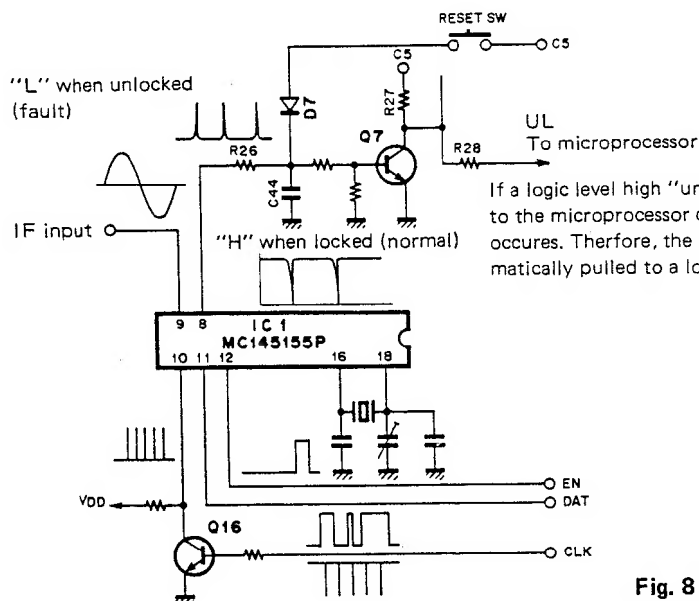 RESET SW
C5
C5
"L" when unlocked
(fault)
D7
R27
Q7
UL
To microprocessor
R26
R28
C44
If a logic level high "un
to the microprocessor
occures. Therfore, the
matically pulled to a lo
IF input
"H" when locked (normal)
9 8
IC 1
MC145155P
10 11 12 16 18
EN
VDD
DAT
Q16
CLK
Fig. 8